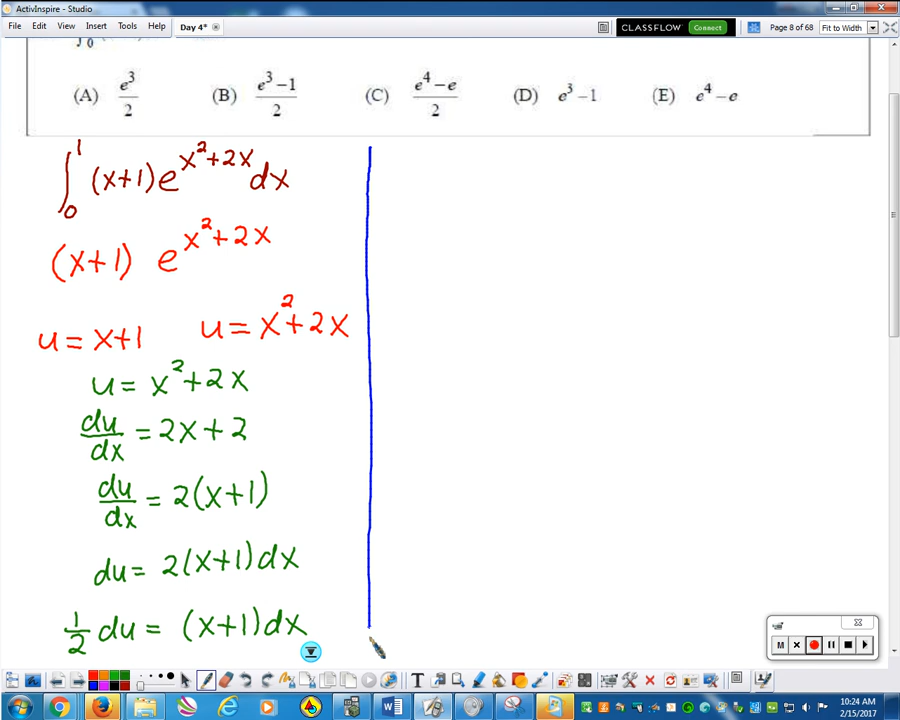 ActivInspire - Studio
File Edit View Insert Tools Help
Day 4*
CLASSFLOW Connect
Page 8 of 68
Fit to Width
(A) e³/2 (B) (e³ − 1)/2 (C) (e⁴ − e)/2 (D) e³ − 1 (E) e⁴ − e
∫₀¹ (x+1)e^(x²+2x) dx
(x+1) e^(x²+2x)
u = x+1 u = x²+2x
u = x²+2x
du/dx = 2x+2
du/dx = 2(x+1)
du = 2(x+1)dx
1/2 du = (x+1)dx
M
T
W
10:24 AM
2/15/2017